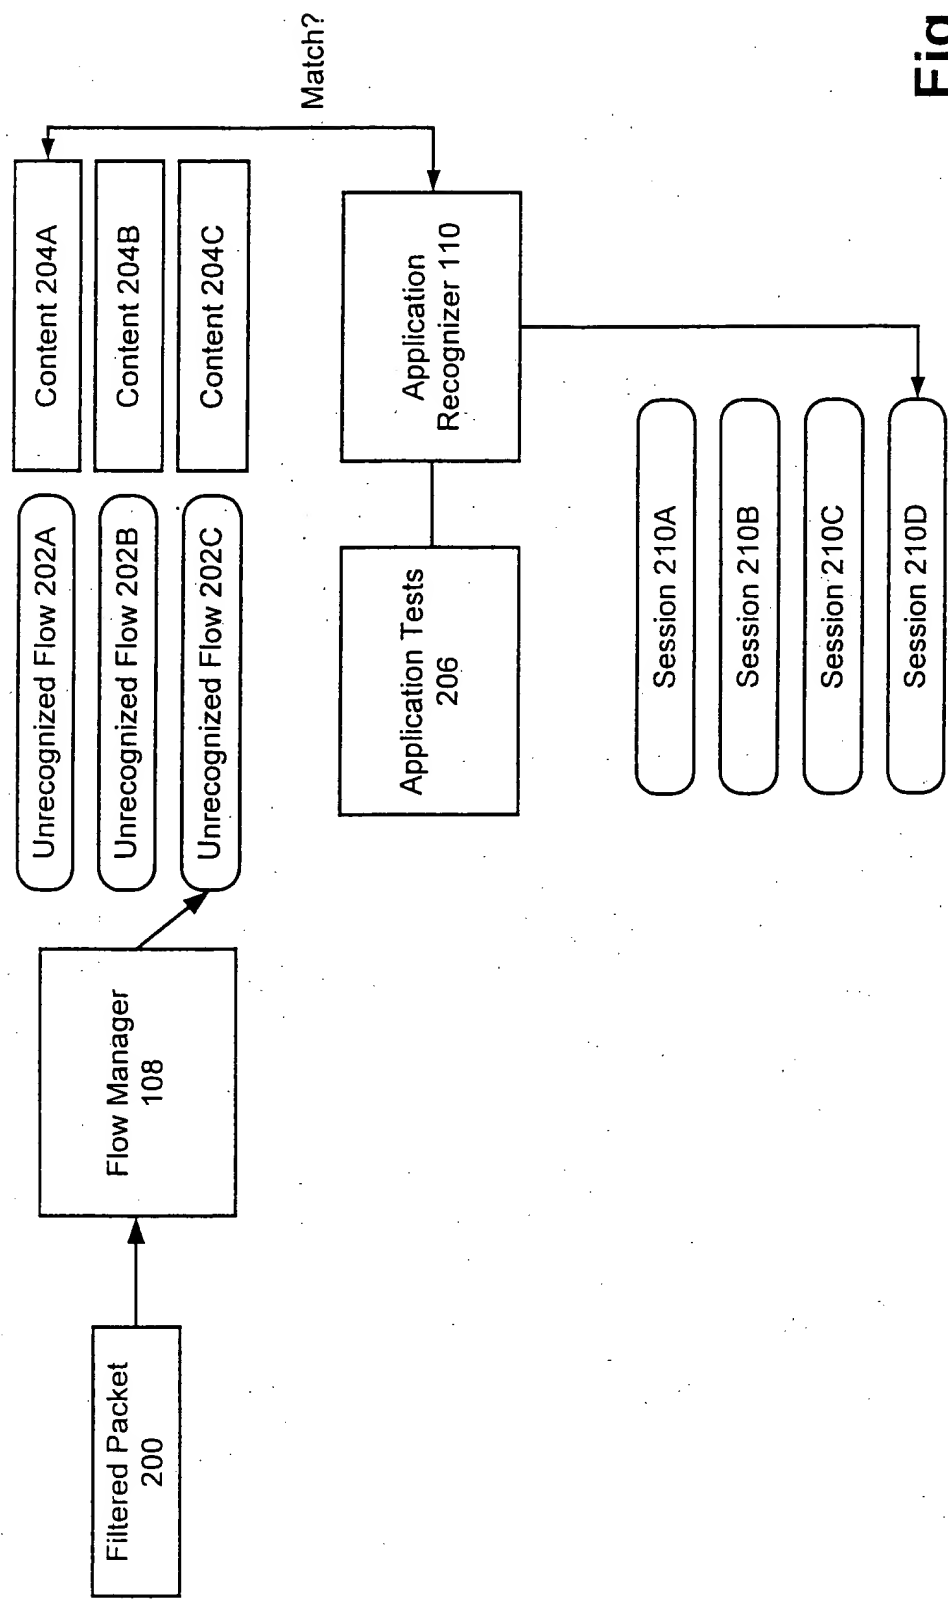 Filtered Packet
200
Flow Manager
108
Unrecognized Flow 202A
Unrecognized Flow 202B
Unrecognized Flow 202C
Content 204A
Content 204B
Content 204C
Match?
Application Tests
206
Application
Recognizer 110
Session 210A
Session 210B
Session 210C
Session 210D
Fig